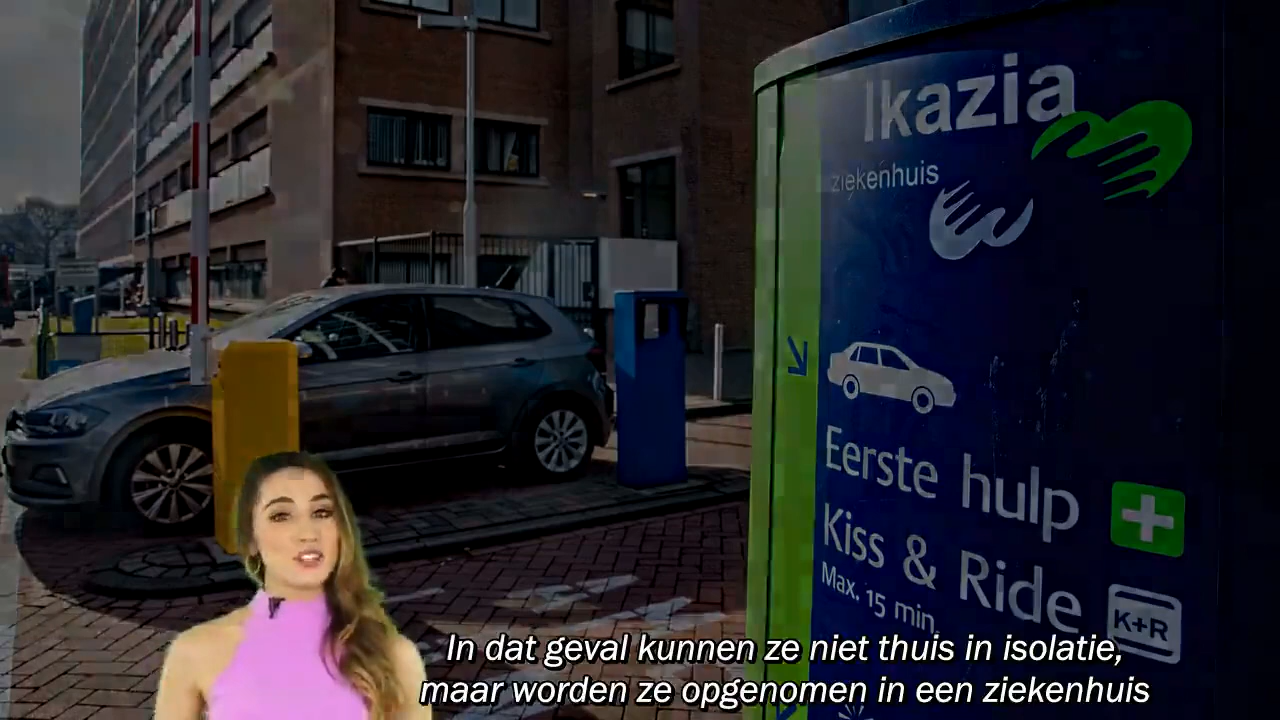 Ikazia
ziekenhuis
Eerste hulp
Kiss & Ride
Max. 15 min.
K+R
In dat geval kunnen ze niet thuis in isolatie,
maar worden ze opgenomen in een ziekenhuis